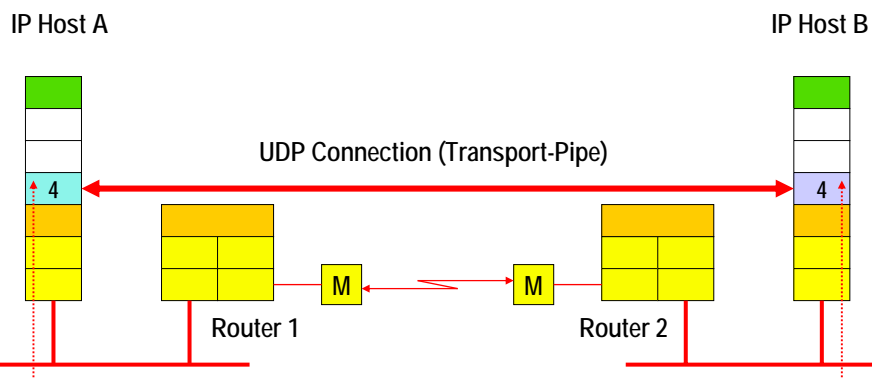 IP Host A
IP Host B
UDP Connection (Transport-Pipe)
4
4
M
M
Router 1
Router 2